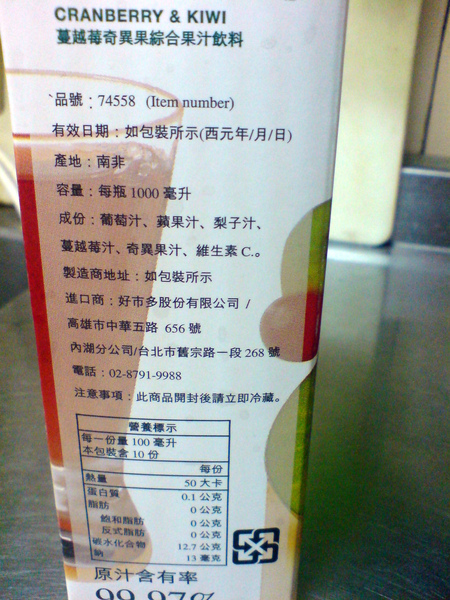 CRANBERRY & KIWI
蔓越莓奇異果綜合果汁飲料
品號：74558 (Item number)
有效日期：如包裝所示(西元年/月/日)
產地：南非
容量：每瓶 1000 毫升
成份：葡萄汁、蘋果汁、梨子汁、
蔓越莓汁、奇異果汁、維生素 C.。
製造商地址：如包裝所示
進口商：好市多股份有限公司 /
高雄市中華五路 656 號
內湖分公司/台北市舊宗路一段 268 號
電話：02-8791-9988
注意事項：此商品開封後請立即冷藏。
營養標示
每一份量 100 毫升
本包裝含 10 份
每份
熱量 50 大卡
蛋白質 0.1 公克
脂肪 0 公克
飽和脂肪 0 公克
反式脂肪 0 公克
碳水化合物 12.7 公克
鈉 13 毫克
原汁含有率
99.97%